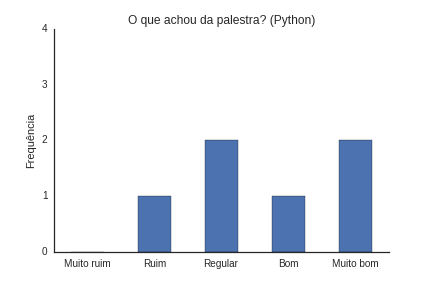 O que achou da palestra? (Python)
4
3
2
1
0
Frequência
Muito ruim
Ruim
Regular
Bom
Muito bom